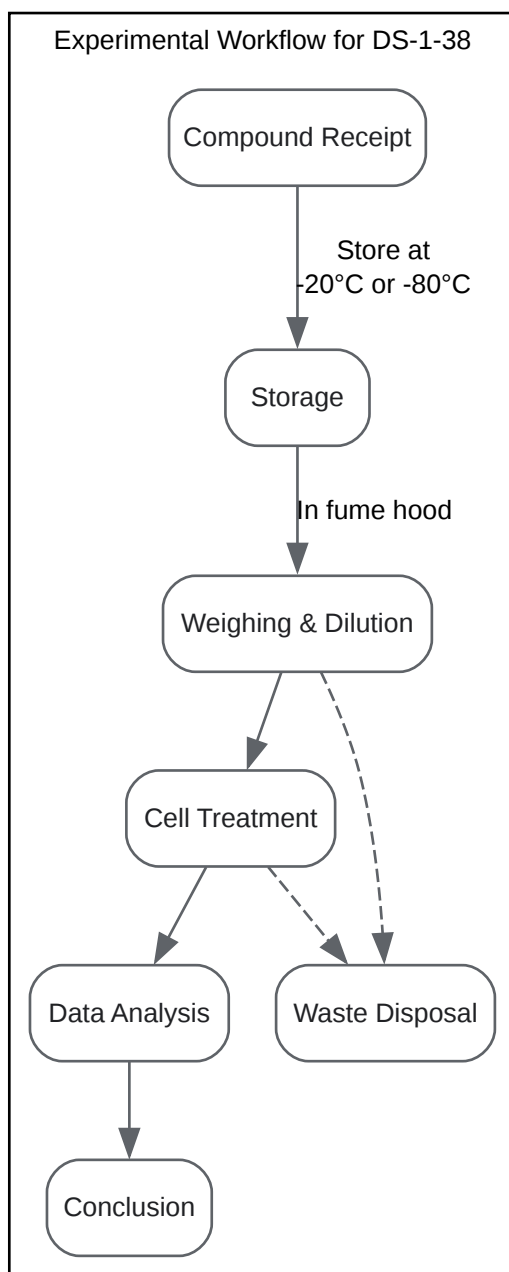 Experimental Workflow for DS-1-38
Compound Receipt
Store at
-20°C or -80°C
Storage
In fume hood
Weighing & Dilution
Cell Treatment
Data Analysis
Waste Disposal
Conclusion